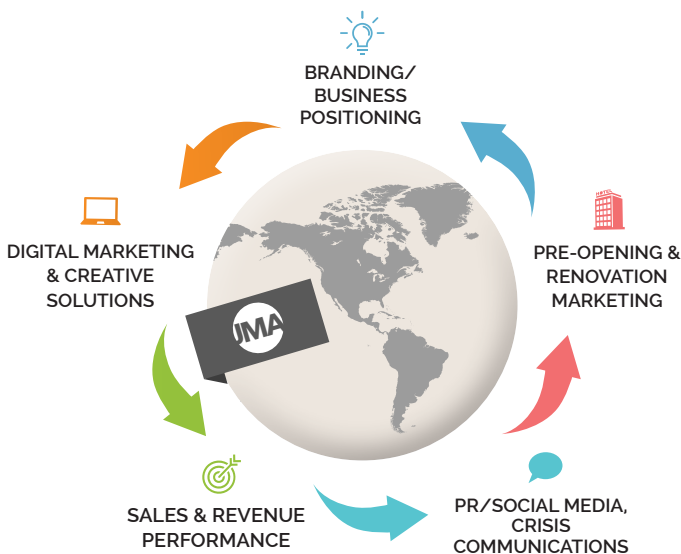 BRANDING/
BUSINESS
POSITIONING
HOTEL
DIGITAL MARKETING
& CREATIVE
SOLUTIONS
PRE-OPENING &
RENOVATION
MARKETING
JMA
SALES & REVENUE
PERFORMANCE
PR/SOCIAL MEDIA,
CRISIS
COMMUNICATIONS